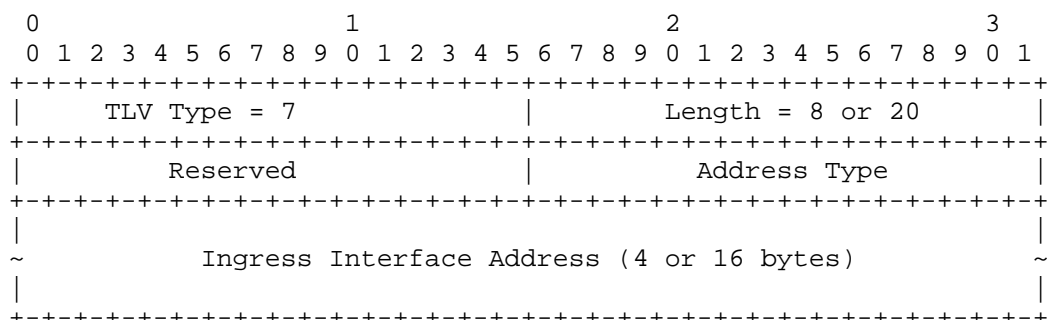 0                   1                   2                   3
 0 1 2 3 4 5 6 7 8 9 0 1 2 3 4 5 6 7 8 9 0 1 2 3 4 5 6 7 8 9 0 1
+-+-+-+-+-+-+-+-+-+-+-+-+-+-+-+-+-+-+-+-+-+-+-+-+-+-+-+-+-+-+-+-+
|     TLV Type = 7              |        Length = 8 or 20       |
+-+-+-+-+-+-+-+-+-+-+-+-+-+-+-+-+-+-+-+-+-+-+-+-+-+-+-+-+-+-+-+-+
|         Reserved              |          Address Type         |
+-+-+-+-+-+-+-+-+-+-+-+-+-+-+-+-+-+-+-+-+-+-+-+-+-+-+-+-+-+-+-+-+
|                                                               |
~           Ingress Interface Address (4 or 16 bytes)           ~
|                                                               |
+-+-+-+-+-+-+-+-+-+-+-+-+-+-+-+-+-+-+-+-+-+-+-+-+-+-+-+-+-+-+-+-+